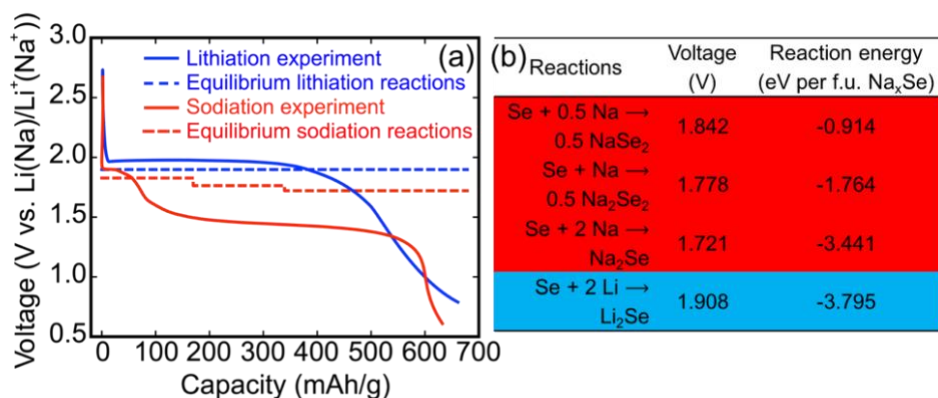 Voltage (V vs. Li(Na)/Li⁺(Na⁺))
3.0
2.5
2.0
1.5
1.0
0.5
(a)
Lithiation experiment
Equilibrium lithiation reactions
Sodiation experiment
Equilibrium sodiation reactions
0 100 200 300 400 500 600 700
Capacity (mAh/g)
(b)
Reactions Voltage (V) Reaction energy (eV per f.u. NaₓSe)
Se + 0.5 Na →
0.5 NaSe₂ 1.842 -0.914
Se + Na →
0.5 Na₂Se₂ 1.778 -1.764
Se + 2 Na →
Na₂Se 1.721 -3.441
Se + 2 Li →
Li₂Se 1.908 -3.795